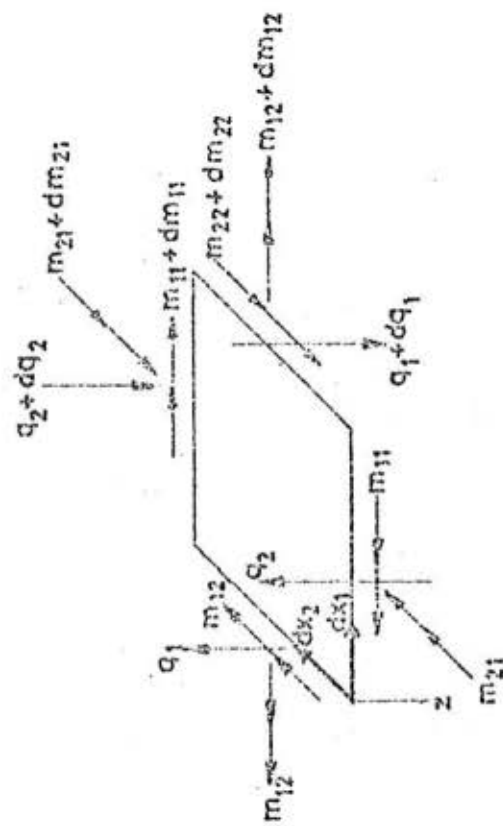 q₂+dq₂
m₂₁+dm₂₁
m₁₁+dm₁₁
m₂₂+dm₂₂
m₁₂+dm₁₂
q₁+dq₁
q₁
m₁₂
m₁₂
dx₂
q₂
dx₁
m₁₁
m₂₁
z